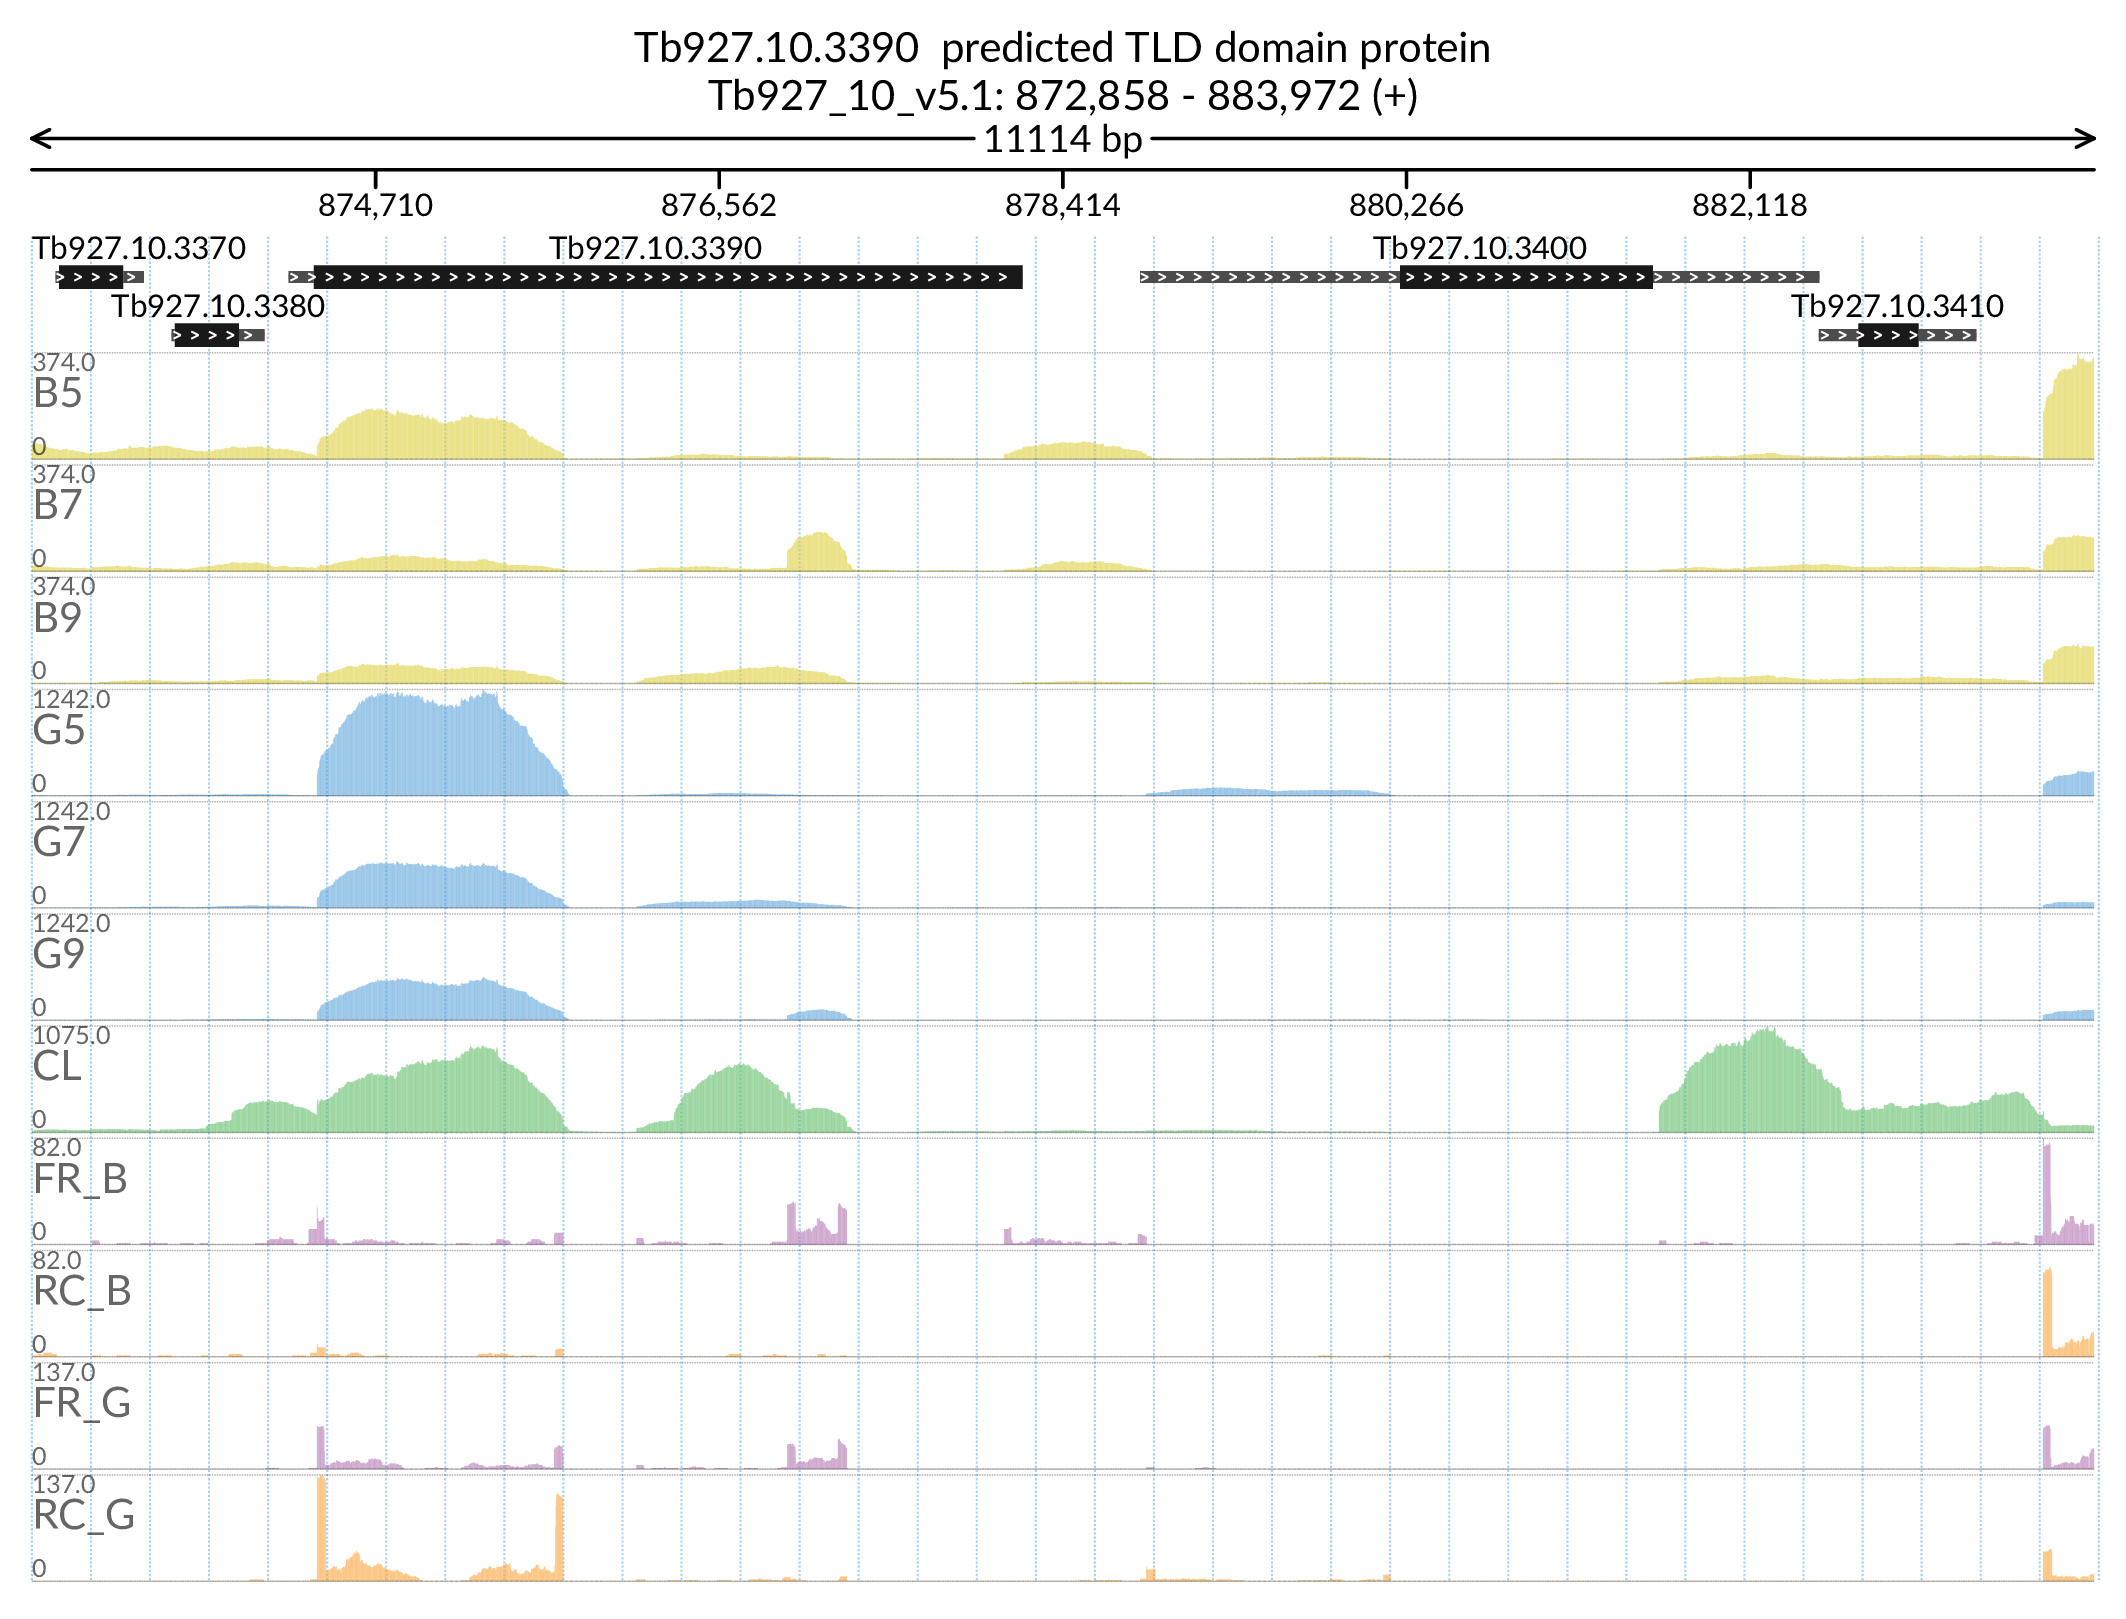 Tb927.10.3390  predicted TLD domain protein
Tb927_10_v5.1: 872,858 - 883,972 (+)
11114 bp
874,710 876,562 878,414 880,266 882,118
Tb927.10.3370 Tb927.10.3390 Tb927.10.3400
Tb927.10.3380 Tb927.10.3410
374.0
B5
0
374.0
B7
0
374.0
B9
0
1242.0
G5
0
1242.0
G7
0
1242.0
G9
0
1075.0
CL
0
82.0
FR_B
0
82.0
RC_B
0
137.0
FR_G
0
137.0
RC_G
0